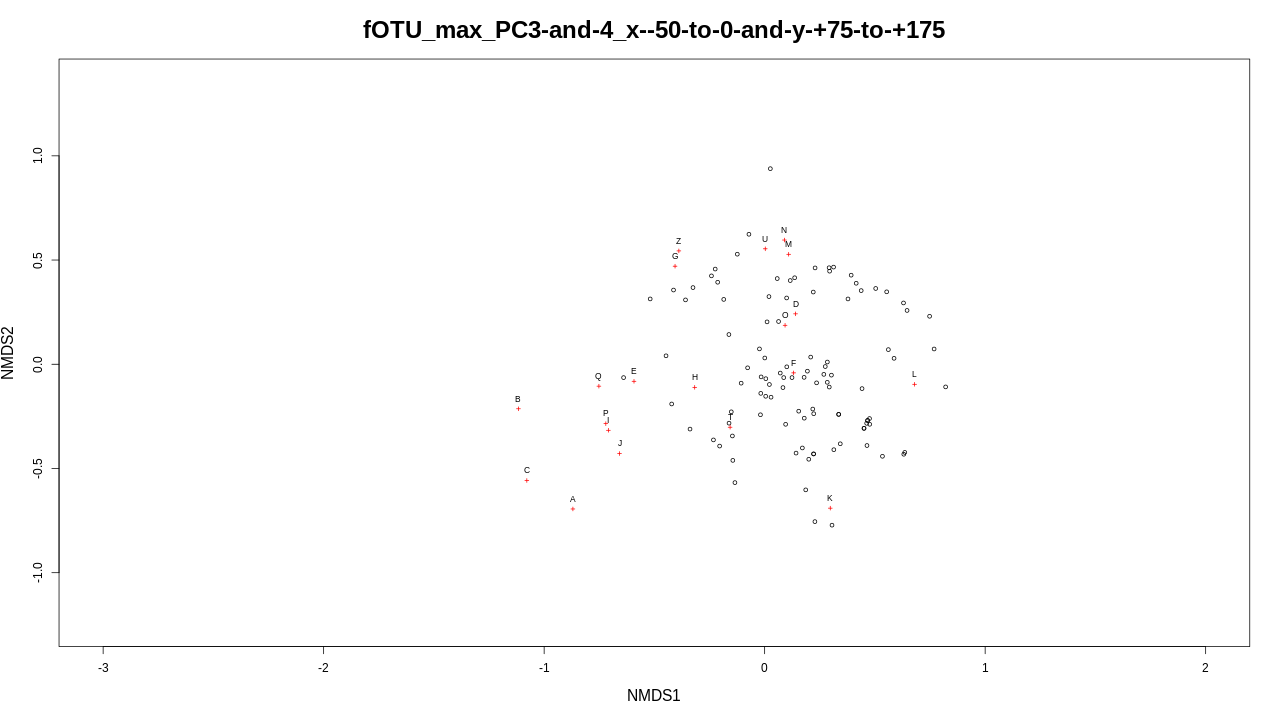 fOTU_max_PC3-and-4_x--50-to-0-and-y-+75-to-+175
1.0
0.5
0.0
-0.5
-1.0
NMDS2
N
U
M
Z
G
D
O
F
E
Q
H
L
B
P
I
T
J
C
A
K
-3
-2
-1
0
1
2
NMDS1